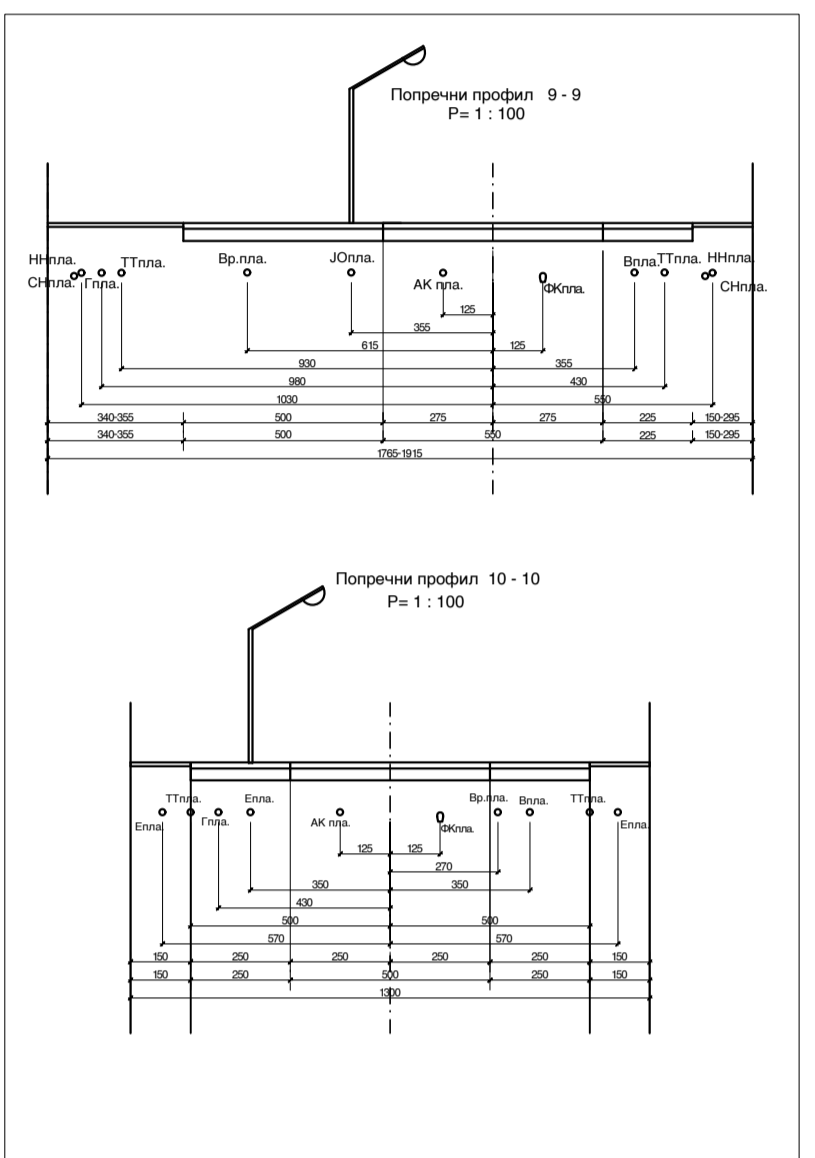 Попречни профил 9 - 9
Р= 1 : 100
ННпла. ТТпла. Вр.пла. ЈОпла. Впла. ТТпла. ННпла.
СНпла. Гпла. АК пла. ФКпла. СНпла.
125
355
615 125
930 355
980 430
1030 550
340-355 500 275 275 225 150-295
340-355 500 550 225 150-295
1765-1915
Попречни профил 10 - 10
Р= 1 : 100
ТТпла. Епла. Вр.пла. Впла. ТТпла.
Епла. Гпла. АК пла. ФКпла. Епла.
125 125
270
350 350
430
500 500
570 570
150 250 250 250 250 150
150 250 500 250 150
1300